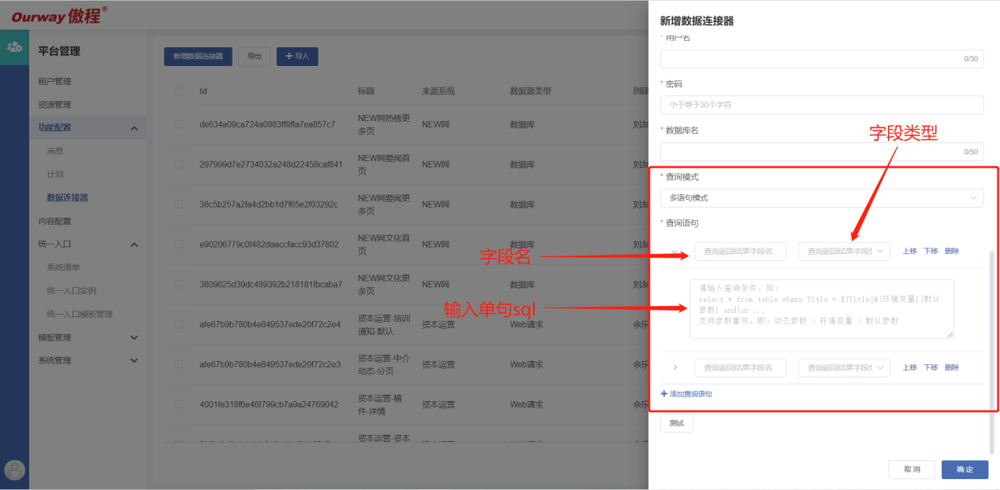 Ourway 傲程®
平台管理
租户管理
资源管理
功能配置
消息
计划
数据连接器
内容配置
统一入口
系统清单
统一入口实例
统一入口模板管理
模板管理
系统管理
新增数据连接器 导出 + 导入
Id 标题 来源系统 数据源类型 创建
de634a09ca724a0883ff9ffa7ea857c7 NEW网热榜更多页 NEW网 数据库 刘友
297999d7e2734032a248d22458caf841 NEW网要闻首页 NEW网 数据库 刘友
38c5b257a2fa4d2bb1d7f65e2f03292c NEW网要闻更多页 NEW网 数据库 刘友
e90206779c0f482daaccfacc93d37802 NEW网文化首页 NEW网 数据库 刘友
3809625d39dc489392b218181fbcaba7 NEW网文化更多页 NEW网 数据库 刘友
afe67b9b780b4e849537ede20f72c2e4 资本运营-培训通知-默认 资本运营 Web请求 余乐
afe67b9b780b4e849537ede20f72c2e3 资本运营-中介动态-分页 资本运营 Web请求 余乐
4001fe318f6e46f799cb7a9a24769042 资本运营-稿件-详情 资本运营 Web请求 余乐
资本运营-资本
新增数据连接器
* 用户名
0/30
* 密码
小于等于30个字符
* 数据库名
0/50
字段类型
* 查询模式
多语句模式
* 查询语句
字段名
查询返回结果字段名 查询返回结果字段 上移 下移 删除
输入单句sql
请输入查询条件，如：
select * from table where Title = ${Title|@{环境变量}|默认
参数} and|or ...
支持参数重写，即：动态参数 > 环境变量 > 默认参数
查询返回结果字段名 查询返回结果字段 上移 下移 删除
+ 添加查询语句
测试
取消 确定